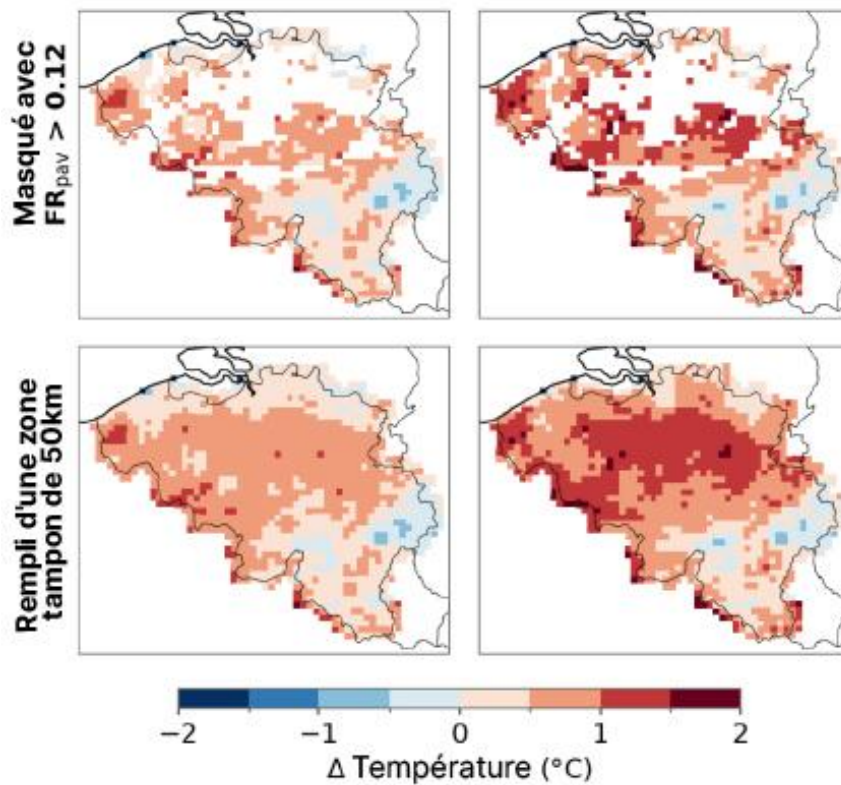 Masqué avec
FRpav > 0.12
Rempli d'une zone
tampon de 50km
−2 −1 0 1 2
Δ Température (°C)